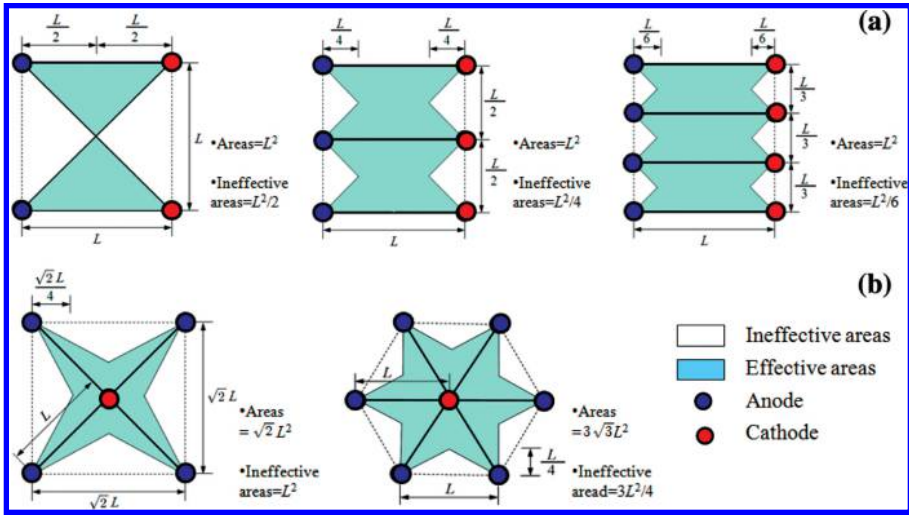 (a)
L/2 L/2
L
•Areas=L²
•Ineffective
areas=L²/2
L
L/4 L/4
L/2
L/2
•Areas=L²
•Ineffective
areas=L²/4
L
L/6 L/6
L/3
L/3
L/3
•Areas=L²
•Ineffective
areas=L²/6
L
(b)
√2 L/4
L
√2 L
•Areas
=√2 L²
•Ineffective
areas=L²
√2 L
L
•Areas
=3√3L²
L/4
•Ineffective
aread=3L²/4
L
Ineffective areas
Effective areas
Anode
Cathode